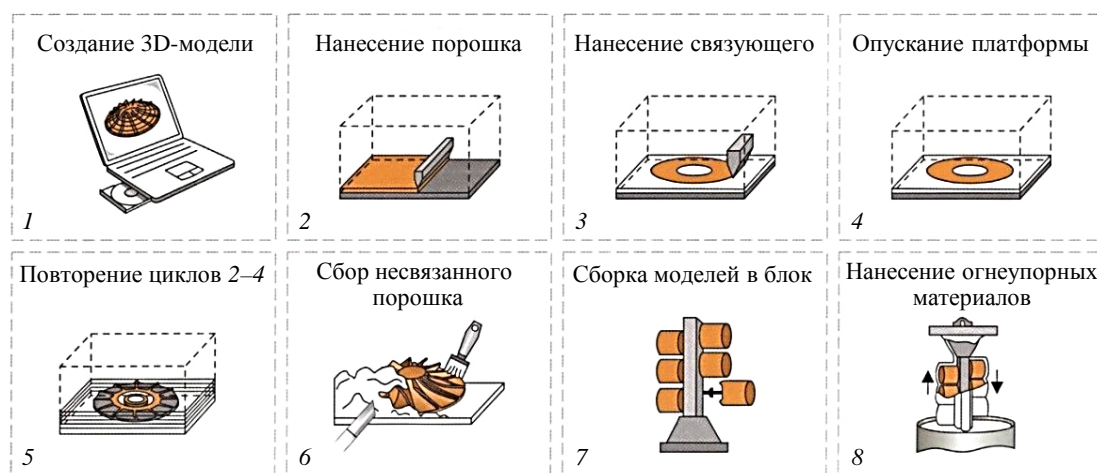 Создание 3D-модели
1
Нанесение порошка
2
Нанесение связующего
3
Опускание платформы
4
Повторение циклов 2–4
5
Сбор несвязанного
порошка
6
Сборка моделей в блок
7
Нанесение огнеупорных
материалов
8